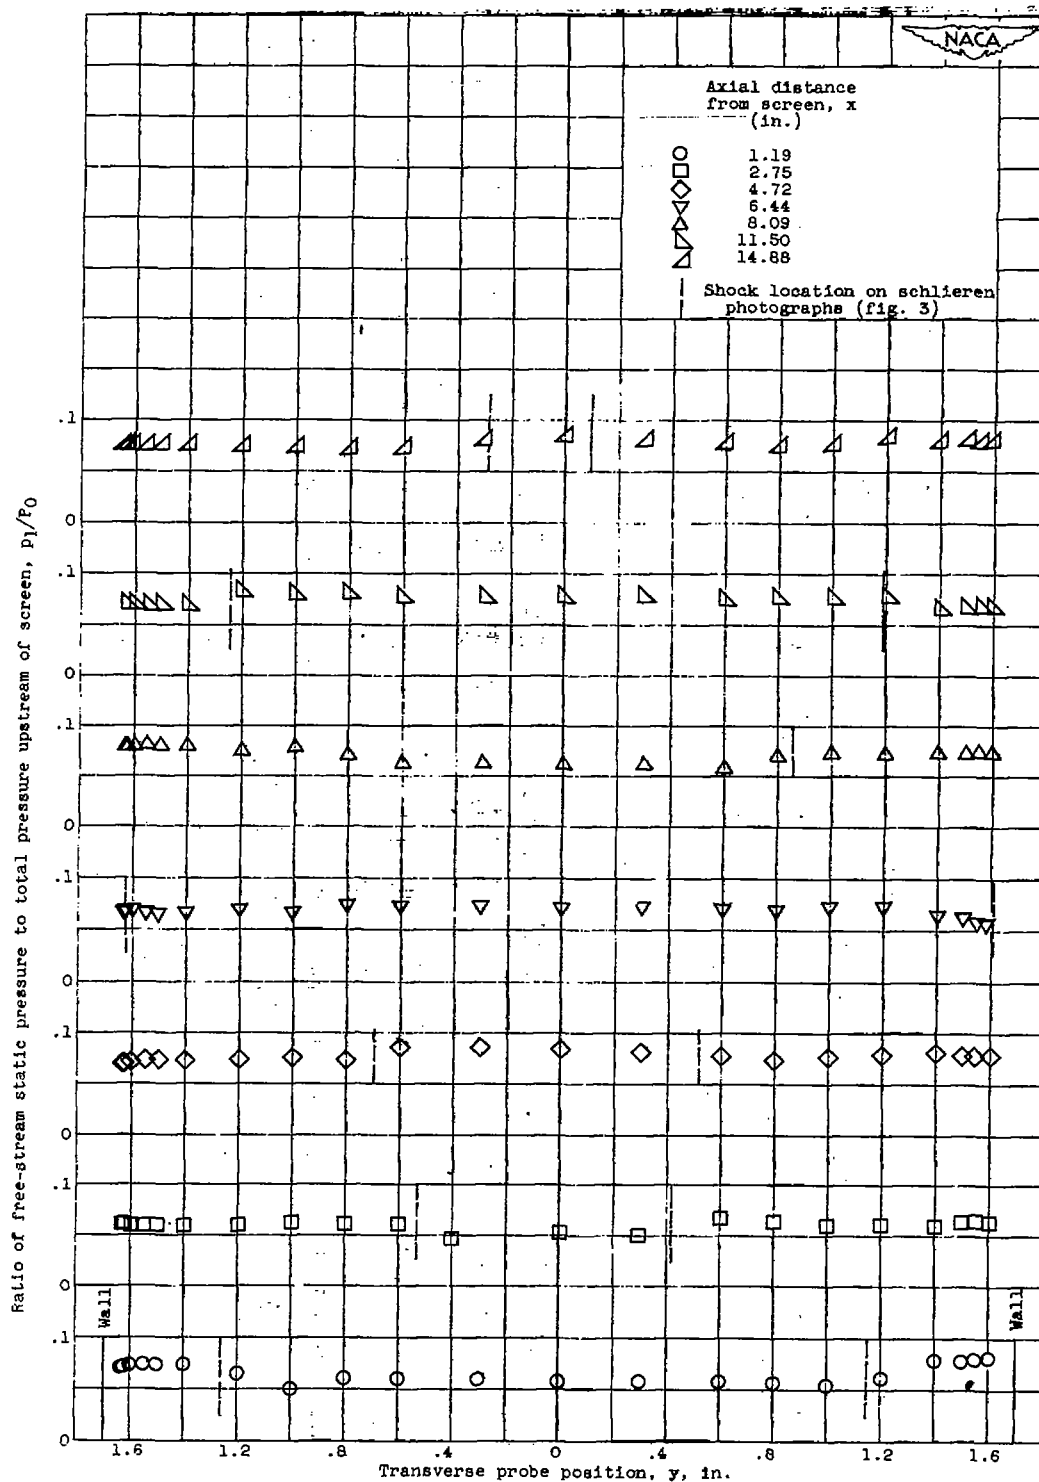 NACA
Axial distance
from screen, x
(in.)
1.19
2.75
4.72
6.44
8.09
11.50
14.88
Shock location on schlieren
photographs (fig. 3)
Ratio of free-stream static pressure to total pressure upstream of screen, p1/P0
.1
0
.1
0
.1
0
.1
0
.1
0
.1
0
.1
0
Wall
Wall
1.6 1.2 .8 .4 0 .4 .8 1.2 1.6
Transverse probe position, y, in.